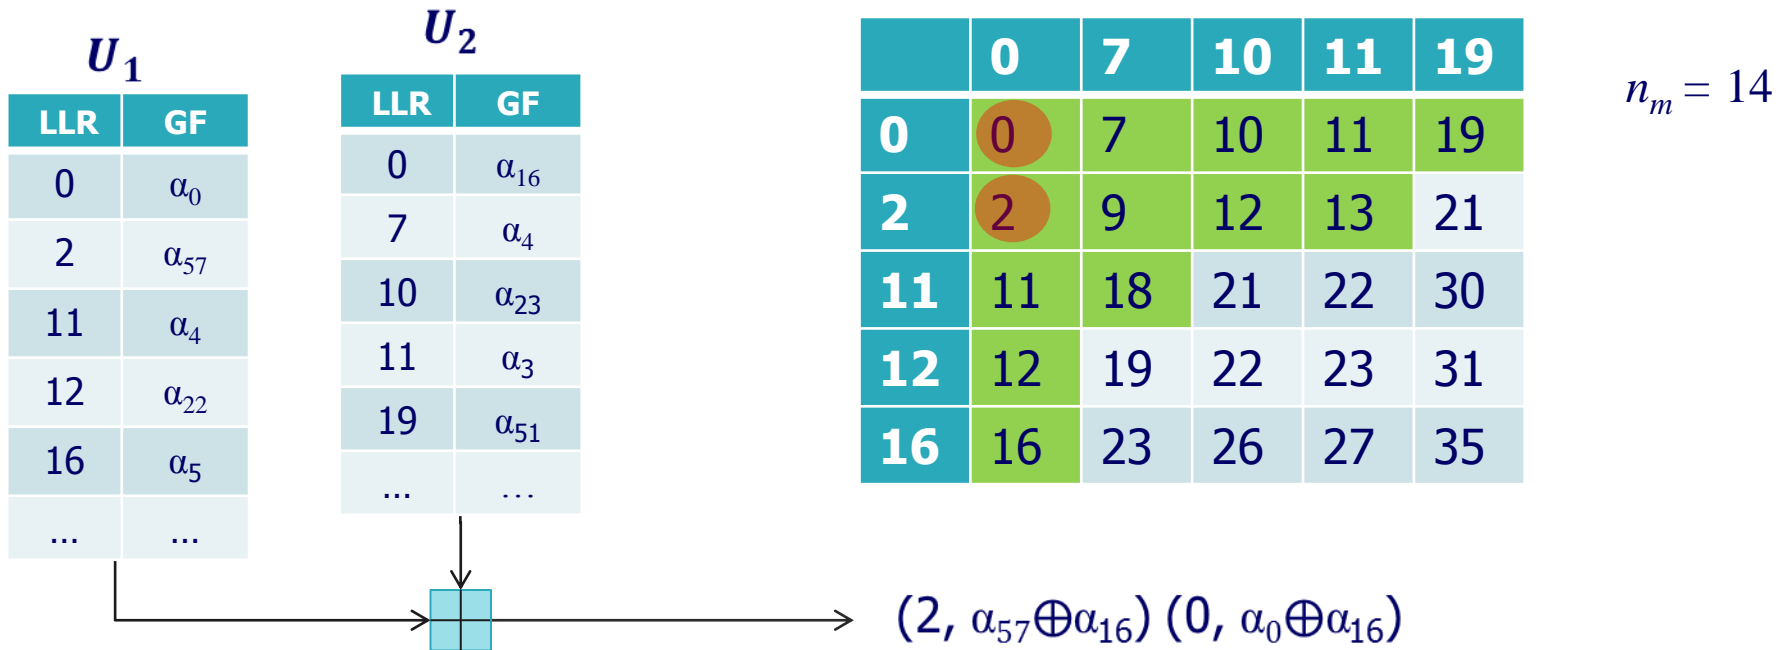 U₁
LLR GF
0 α₀
2 α₅₇
11 α₄
12 α₂₂
16 α₅
... ...
U₂
LLR GF
0 α₁₆
7 α₄
10 α₂₃
11 α₃
19 α₅₁
... ...
0 7 10 11 19
0 0 7 10 11 19
2 2 9 12 13 21
11 11 18 21 22 30
12 12 19 22 23 31
16 16 23 26 27 35
nₘ = 14
(2, α₅₇⊕α₁₆) (0, α₀⊕α₁₆)